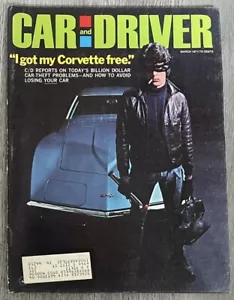 CAR and DRIVER
MARCH 1971/75 CENTS
"I got my Corvette free."
C/D REPORTS ON TODAY'S BILLION DOLLAR
CAR-THEFT PROBLEMS—AND HOW TO AVOID
LOSING YOUR CAR